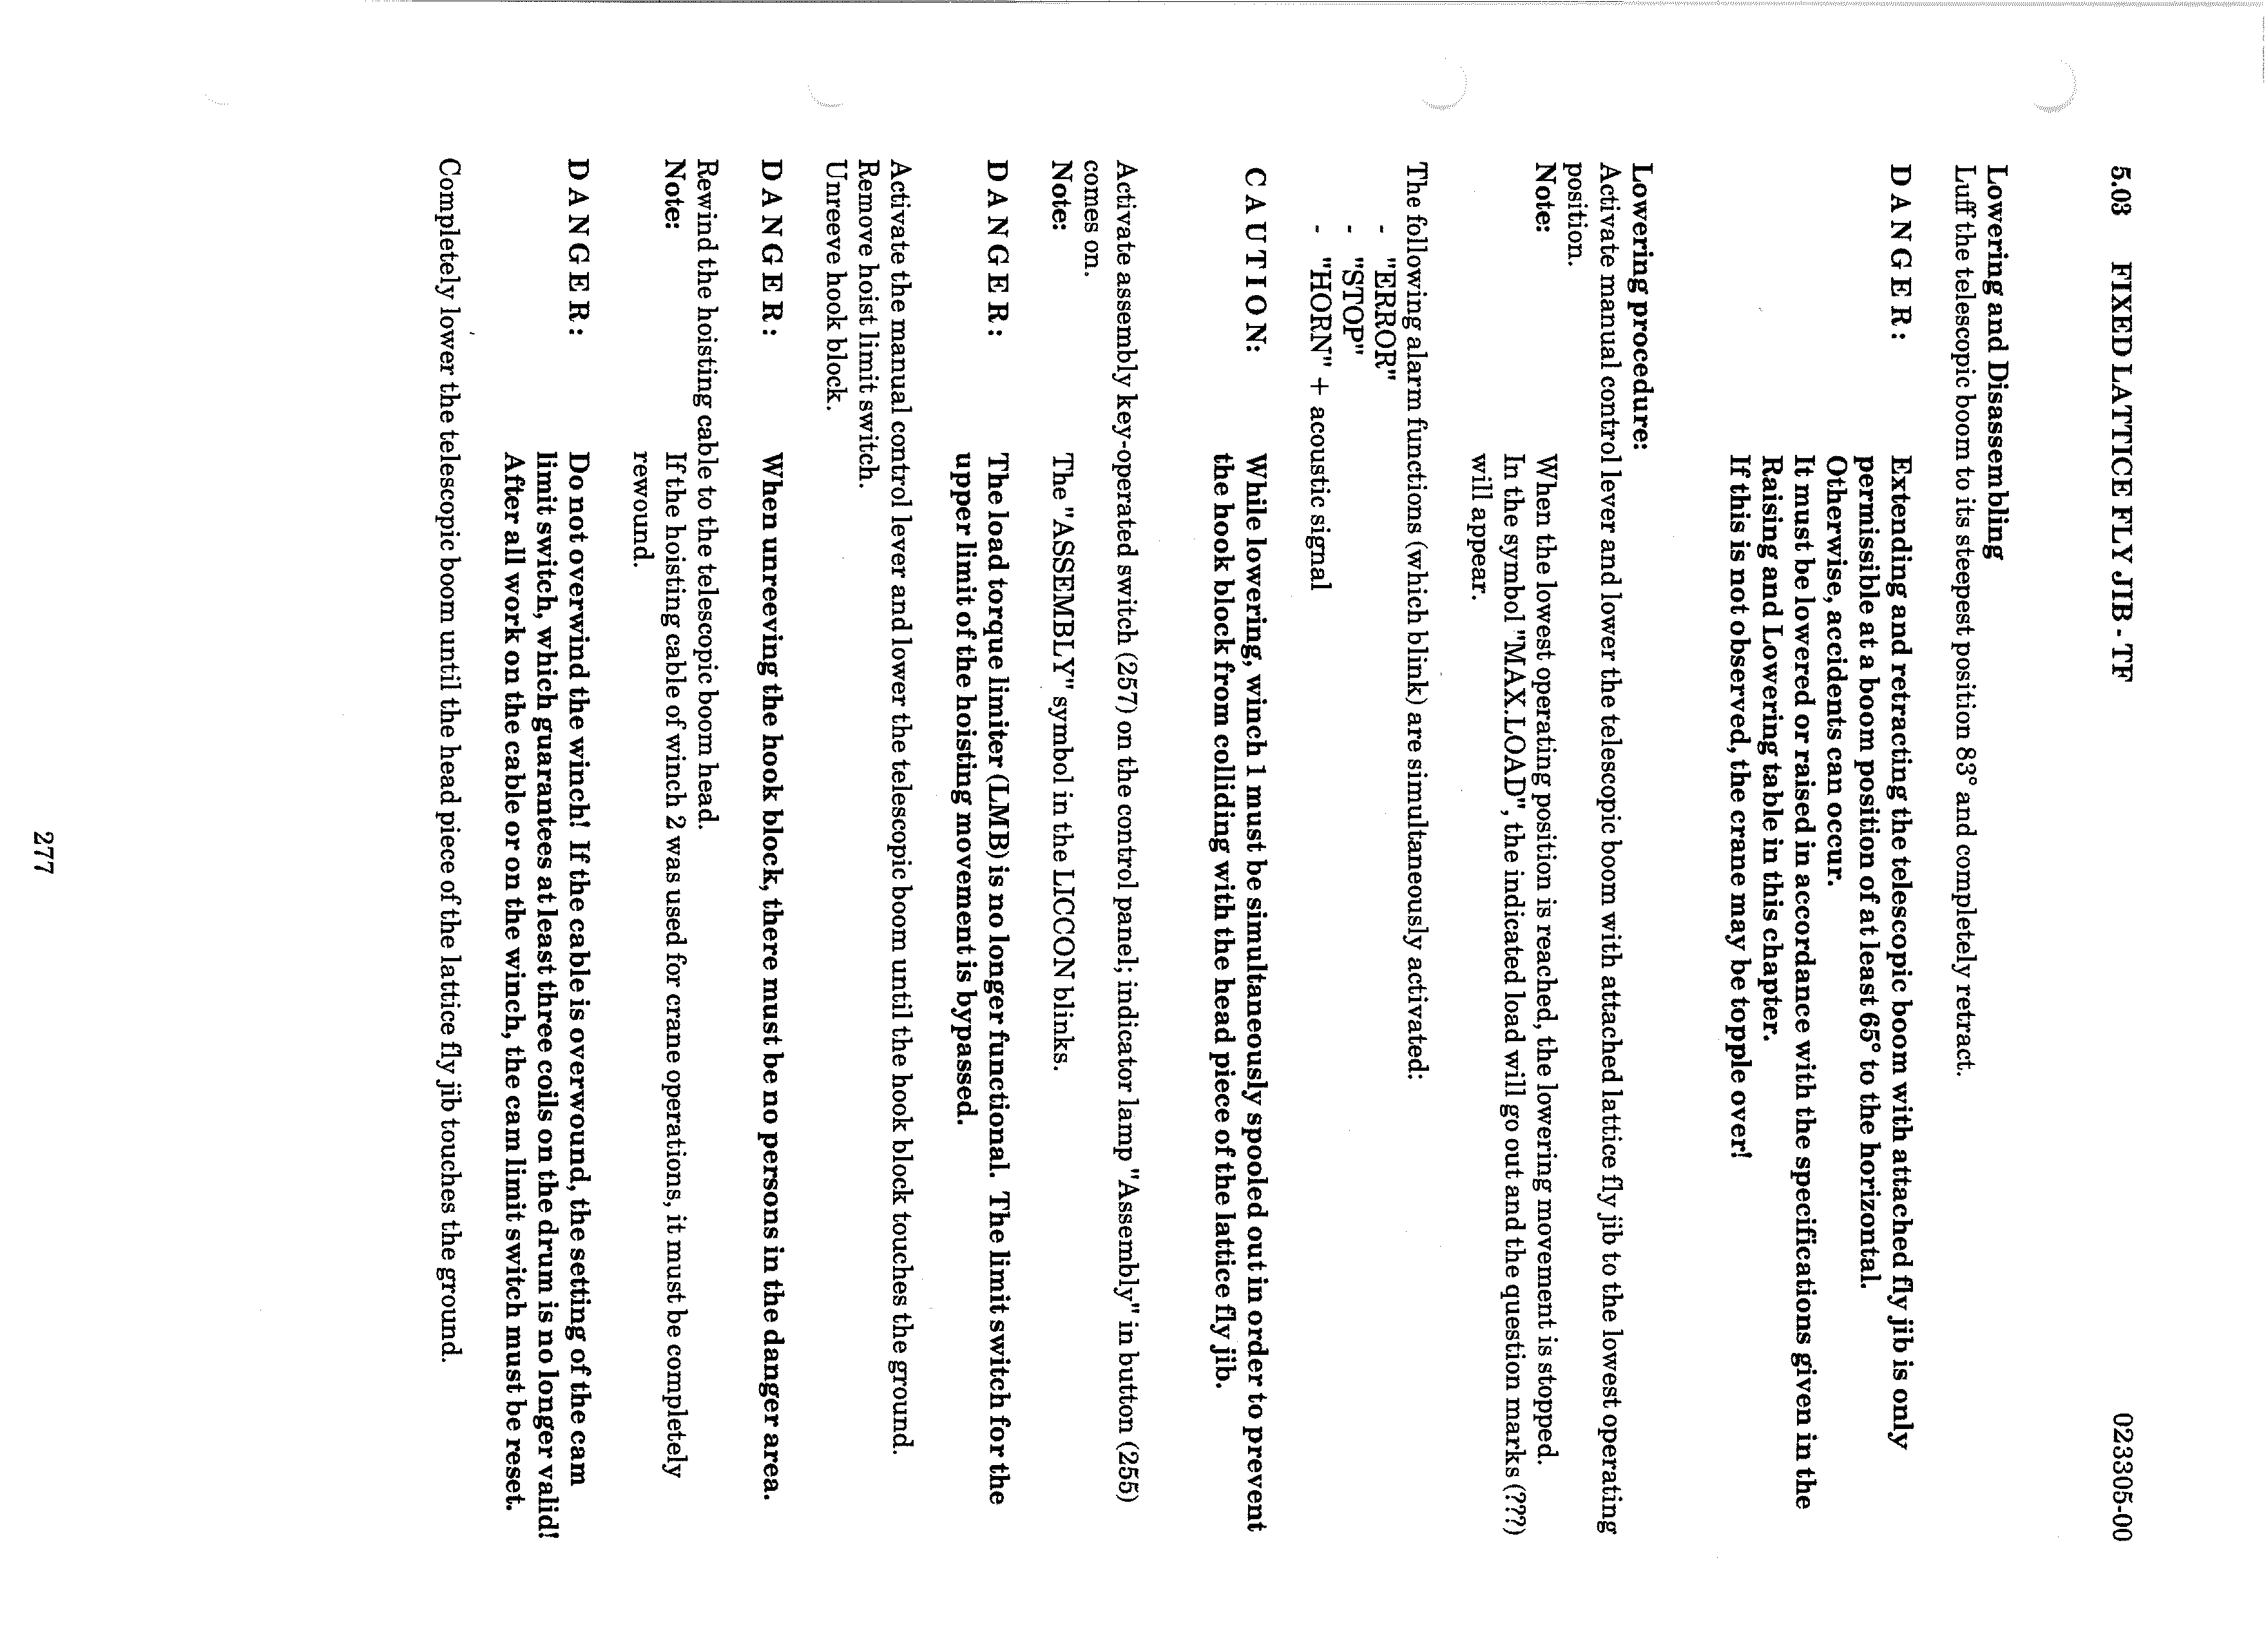 5.03 FIXED LATTICE FLY JIB - TF 023305-00
Lowering and Disassembling
Luff the telescopic boom to its steepest position 83° and completely retract.
D A N G E R : Extending and retracting the telescopic boom with attached fly jib is only
permissible at a boom position of at least 65° to the horizontal.
Otherwise, accidents can occur.
It must be lowered or raised in accordance with the specifications given in the
Raising and Lowering table in this chapter.
If this is not observed, the crane may be topple over!
Lowering procedure:
Activate manual control lever and lower the telescopic boom with attached lattice fly jib to the lowest operating
position.
Note: When the lowest operating position is reached, the lowering movement is stopped.
In the symbol "MAX.LOAD", the indicated load will go out and the question marks (???)
will appear.
The following alarm functions (which blink) are simultaneously activated:
- "ERROR"
- "STOP"
- "HORN" + acoustic signal
C A U T I O N : While lowering, winch 1 must be simultaneously spooled out in order to prevent
the hook block from colliding with the head piece of the lattice fly jib.
Activate assembly key-operated switch (257) on the control panel; indicator lamp "Assembly" in button (255)
comes on.
Note: The "ASSEMBLY" symbol in the LICCON blinks.
D A N G E R : The load torque limiter (LMB) is no longer functional. The limit switch for the
upper limit of the hoisting movement is bypassed.
Activate the manual control lever and lower the telescopic boom until the hook block touches the ground.
Remove hoist limit switch.
Unreeve hook block.
D A N G E R : When unreeving the hook block, there must be no persons in the danger area.
Rewind the hoisting cable to the telescopic boom head.
Note: If the hoisting cable of winch 2 was used for crane operations, it must be completely
rewound.
D A N G E R : Do not overwind the winch! If the cable is overwound, the setting of the cam
limit switch, which guarantees at least three coils on the drum is no longer valid!
After all work on the cable or on the winch, the cam limit switch must be reset.
Completely lower the telescopic boom until the head piece of the lattice fly jib touches the ground.
277